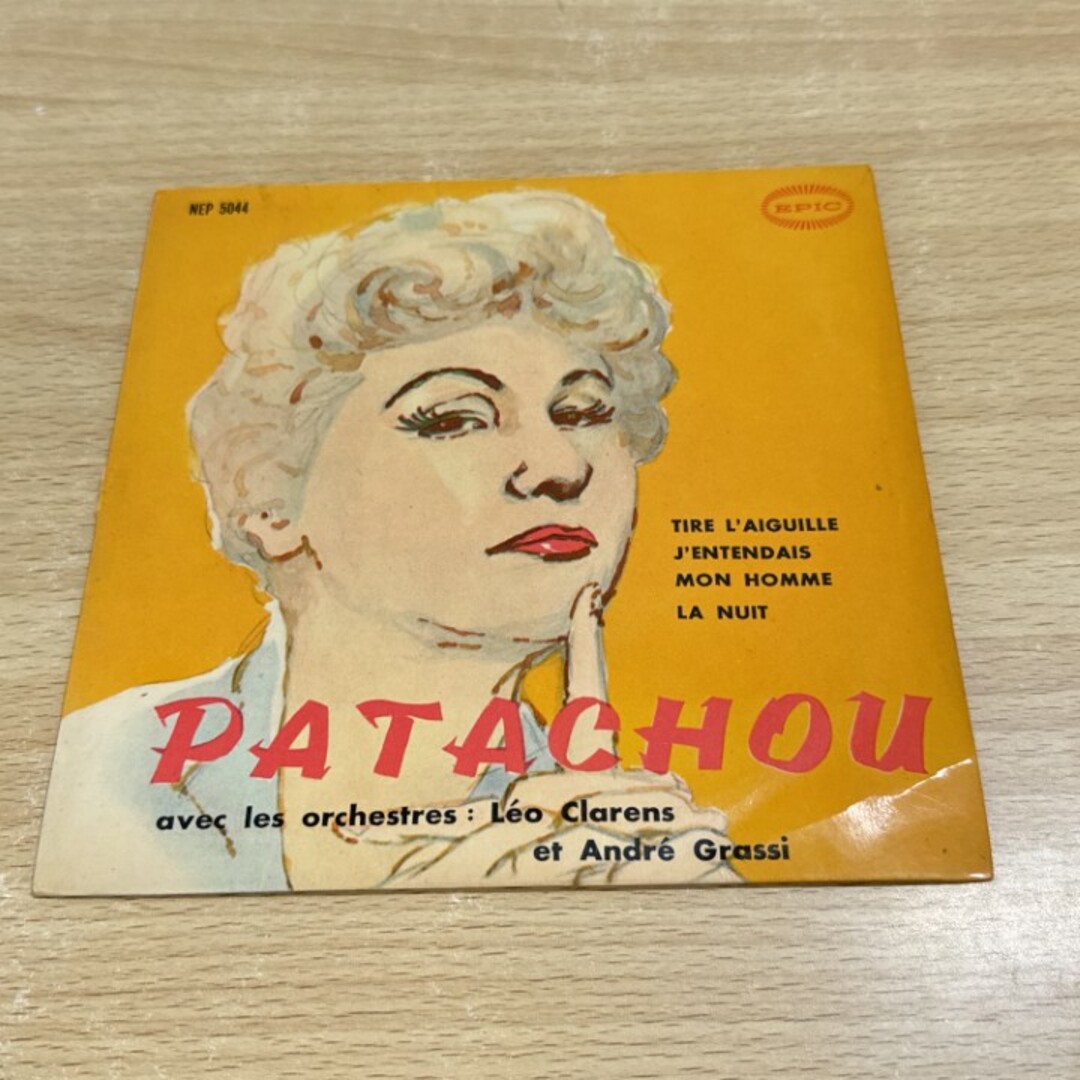 NEP 5044
EPIC
TIRE L'AIGUILLE
J'ENTENDAIS
MON HOMME
LA NUIT
PATACHOU
avec les orchestres : Léo Clarens
et André Grassi